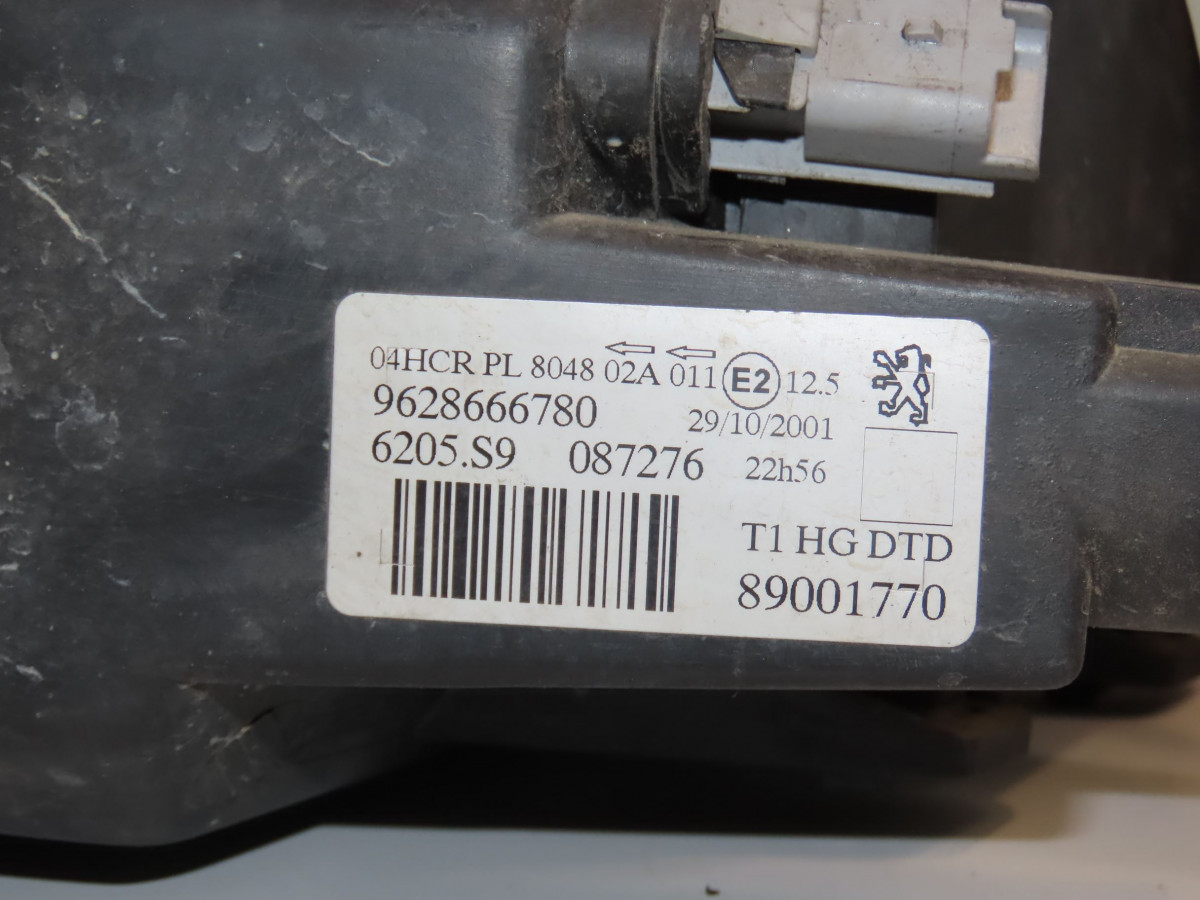 04HCR PL 8048 02A 011 E2 12.5
9628666780 29/10/2001
6205.S9 087276 22h56
T1 HG DTD
89001770